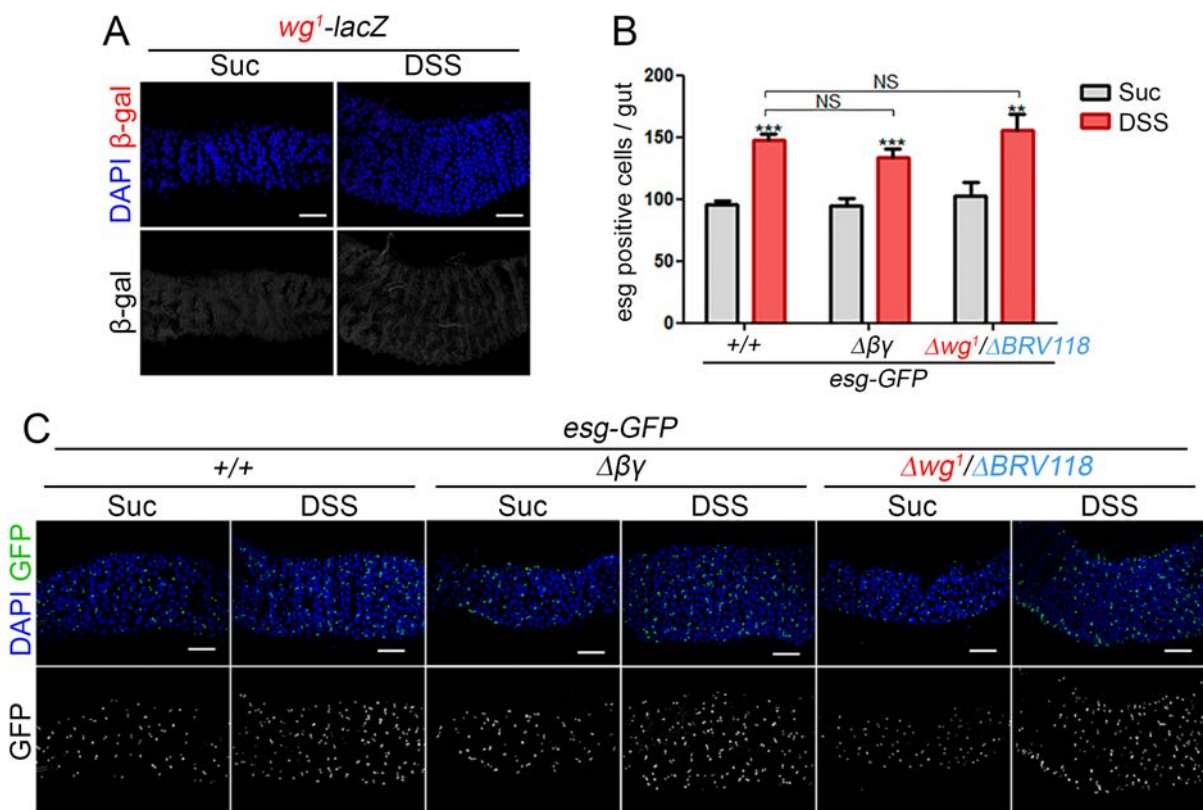 A
wg¹-lacZ
Suc DSS
DAPI β-gal
β-gal
B
esg positive cells / gut
200
150
100
50
0
NS
NS
*** *** **
Suc
DSS
+/+ Δβγ Δwg¹/ΔBRV118
esg-GFP
C
esg-GFP
+/+ Δβγ Δwg¹/ΔBRV118
Suc DSS Suc DSS Suc DSS
DAPI GFP
GFP